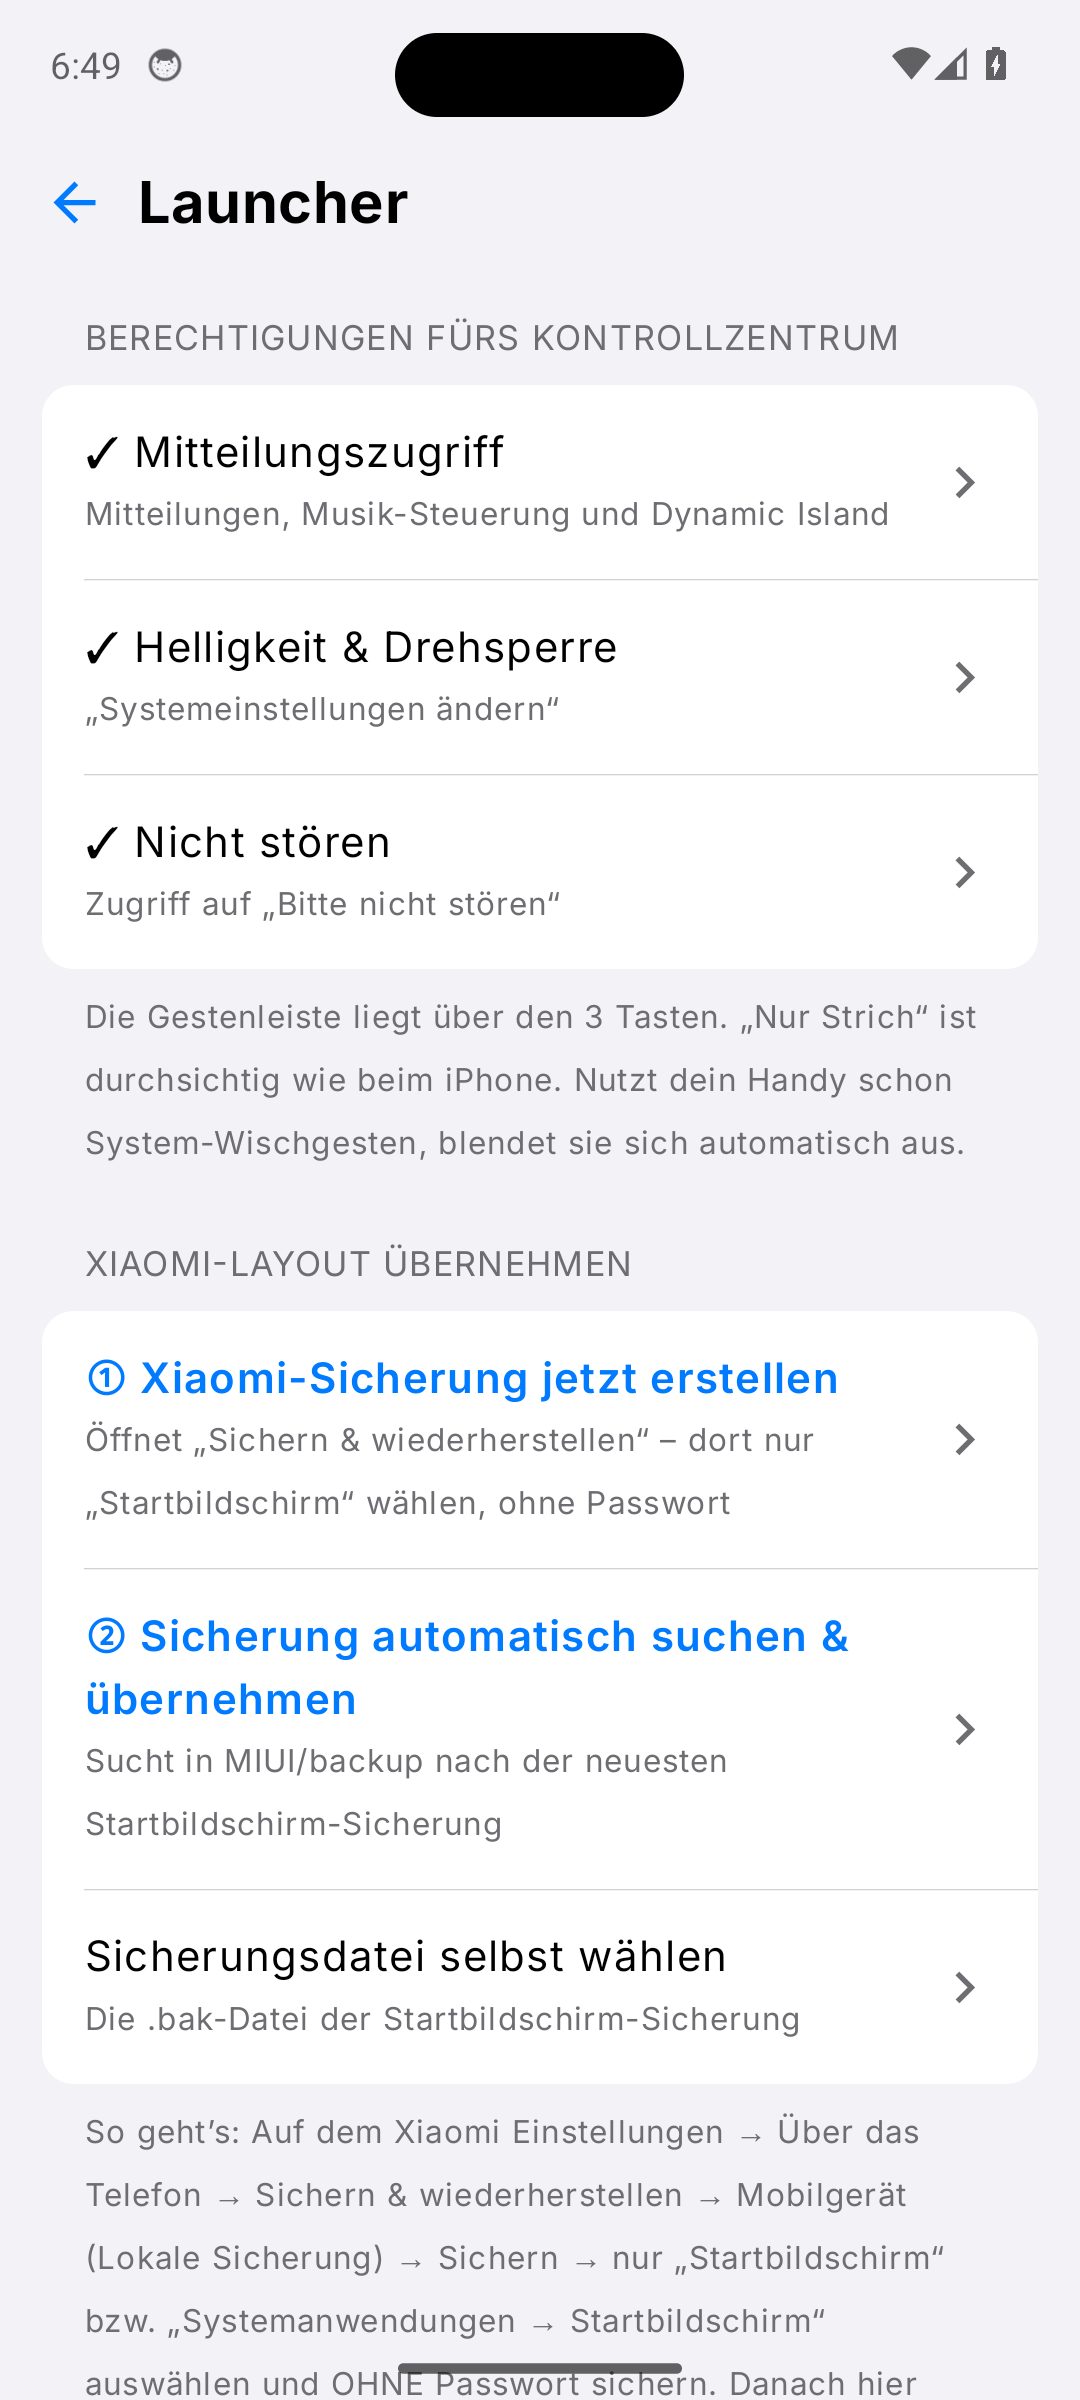 6:49
Launcher
BERECHTIGUNGEN FÜRS KONTROLLZENTRUM
✓ Mitteilungszugriff
Mitteilungen, Musik-Steuerung und Dynamic Island
✓ Helligkeit & Drehsperre
„Systemeinstellungen ändern“
✓ Nicht stören
Zugriff auf „Bitte nicht stören“
Die Gestenleiste liegt über den 3 Tasten. „Nur Strich“ ist
durchsichtig wie beim iPhone. Nutzt dein Handy schon
System-Wischgesten, blendet sie sich automatisch aus.
XIAOMI-LAYOUT ÜBERNEHMEN
① Xiaomi-Sicherung jetzt erstellen
Öffnet „Sichern & wiederherstellen“ – dort nur
„Startbildschirm“ wählen, ohne Passwort
② Sicherung automatisch suchen &
übernehmen
Sucht in MIUI/backup nach der neuesten
Startbildschirm-Sicherung
Sicherungsdatei selbst wählen
Die .bak-Datei der Startbildschirm-Sicherung
So geht’s: Auf dem Xiaomi Einstellungen → Über das
Telefon → Sichern & wiederherstellen → Mobilgerät
(Lokale Sicherung) → Sichern → nur „Startbildschirm“
bzw. „Systemanwendungen → Startbildschirm“
auswählen und OHNE Passwort sichern. Danach hier